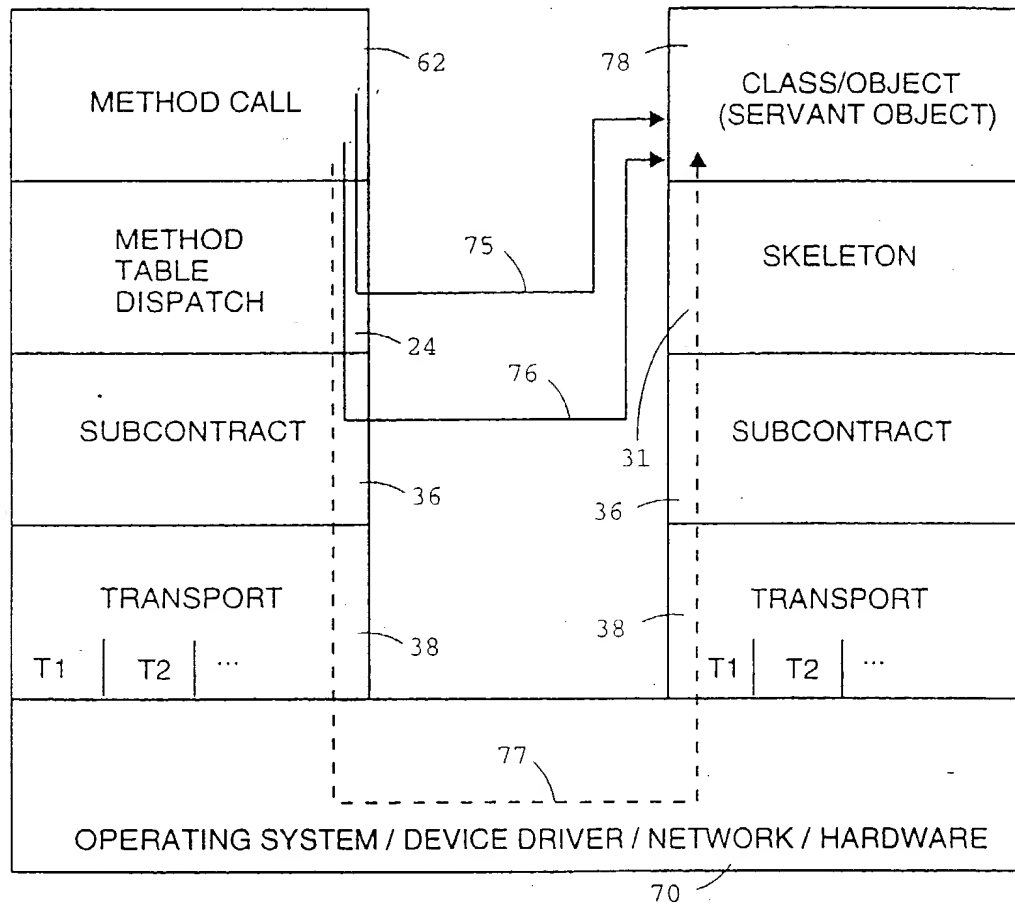 62
METHOD CALL
78
CLASS/OBJECT
(SERVANT OBJECT)
METHOD
TABLE
DISPATCH
75
SKELETON
24
76
SUBCONTRACT
31
SUBCONTRACT
36
36
TRANSPORT
38
T1 T2 ...
TRANSPORT
38
T1 T2 ...
77
OPERATING SYSTEM / DEVICE DRIVER / NETWORK / HARDWARE
70